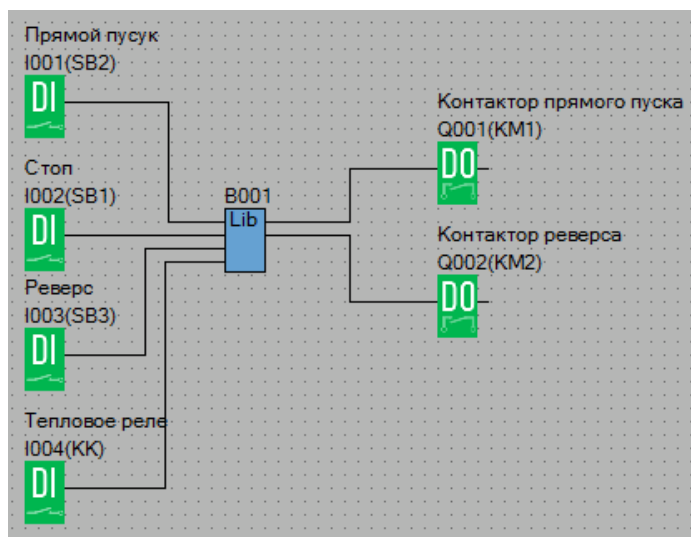 Прямой пусук
I001(SB2)
DI
Контактор прямого пуска
Q001(KM1)
DO
Стоп
I002(SB1)
DI
B001
Lib
Контактор реверса
Q002(KM2)
DO
Реверс
I003(SB3)
DI
Тепловое реле
I004(KK)
DI